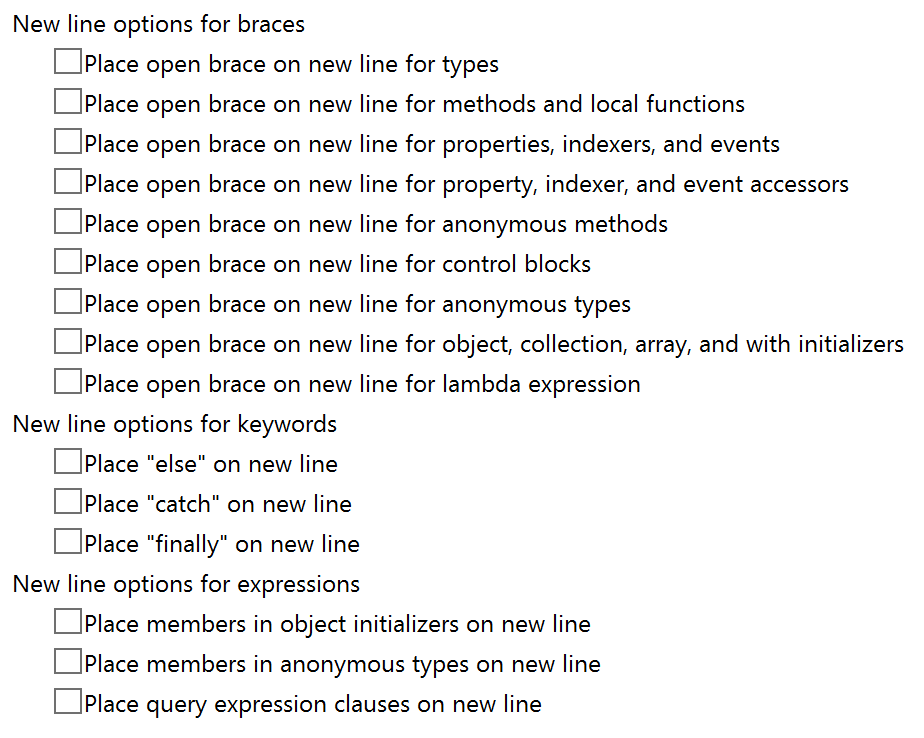 New line options for braces
Place open brace on new line for types
Place open brace on new line for methods and local functions
Place open brace on new line for properties, indexers, and events
Place open brace on new line for property, indexer, and event accessors
Place open brace on new line for anonymous methods
Place open brace on new line for control blocks
Place open brace on new line for anonymous types
Place open brace on new line for object, collection, array, and with initializers
Place open brace on new line for lambda expression
New line options for keywords
Place "else" on new line
Place "catch" on new line
Place "finally" on new line
New line options for expressions
Place members in object initializers on new line
Place members in anonymous types on new line
Place query expression clauses on new line